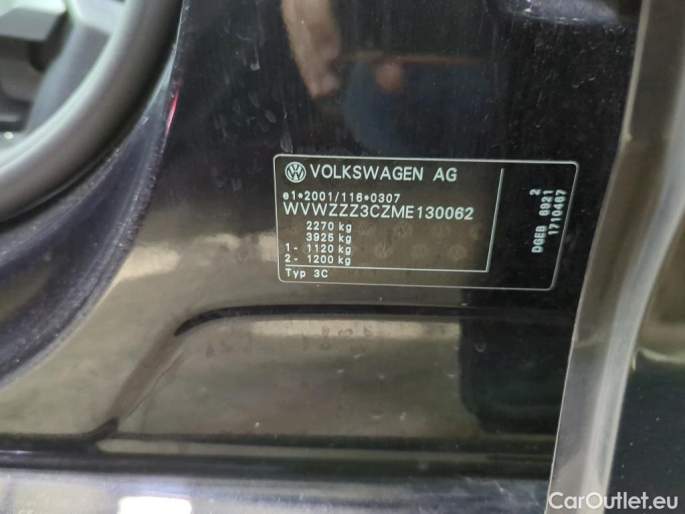 VOLKSWAGEN AG
e1*2001/116*0307
WVWZZZ3CZME130062
2270 kg
3925 kg
1- 1120 kg
2- 1200 kg
Typ 3C
2
DGEB 0921
1710467
CarOutlet.eu